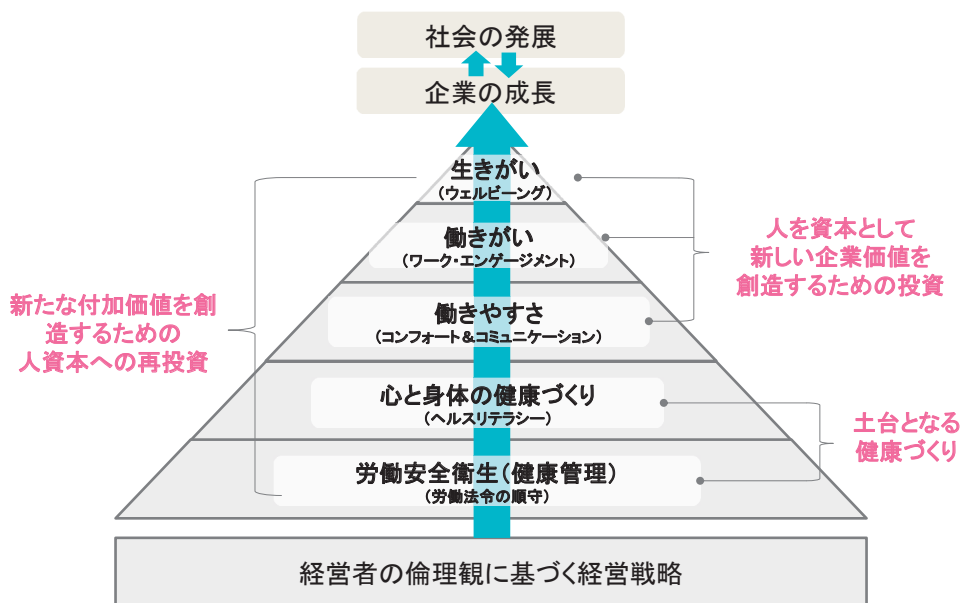 社会の発展
企業の成長
生きがい
（ウェルビーング）
働きがい
（ワーク・エンゲージメント）
働きやすさ
（コンフォート＆コミュニケーション）
心と身体の健康づくり
（ヘルスリテラシー）
労働安全衛生（健康管理）
（労働法令の順守）
経営者の倫理観に基づく経営戦略
新たな付加価値を創
造するための
人資本への再投資
人を資本として
新しい企業価値を
創造するための投資
土台となる
健康づくり